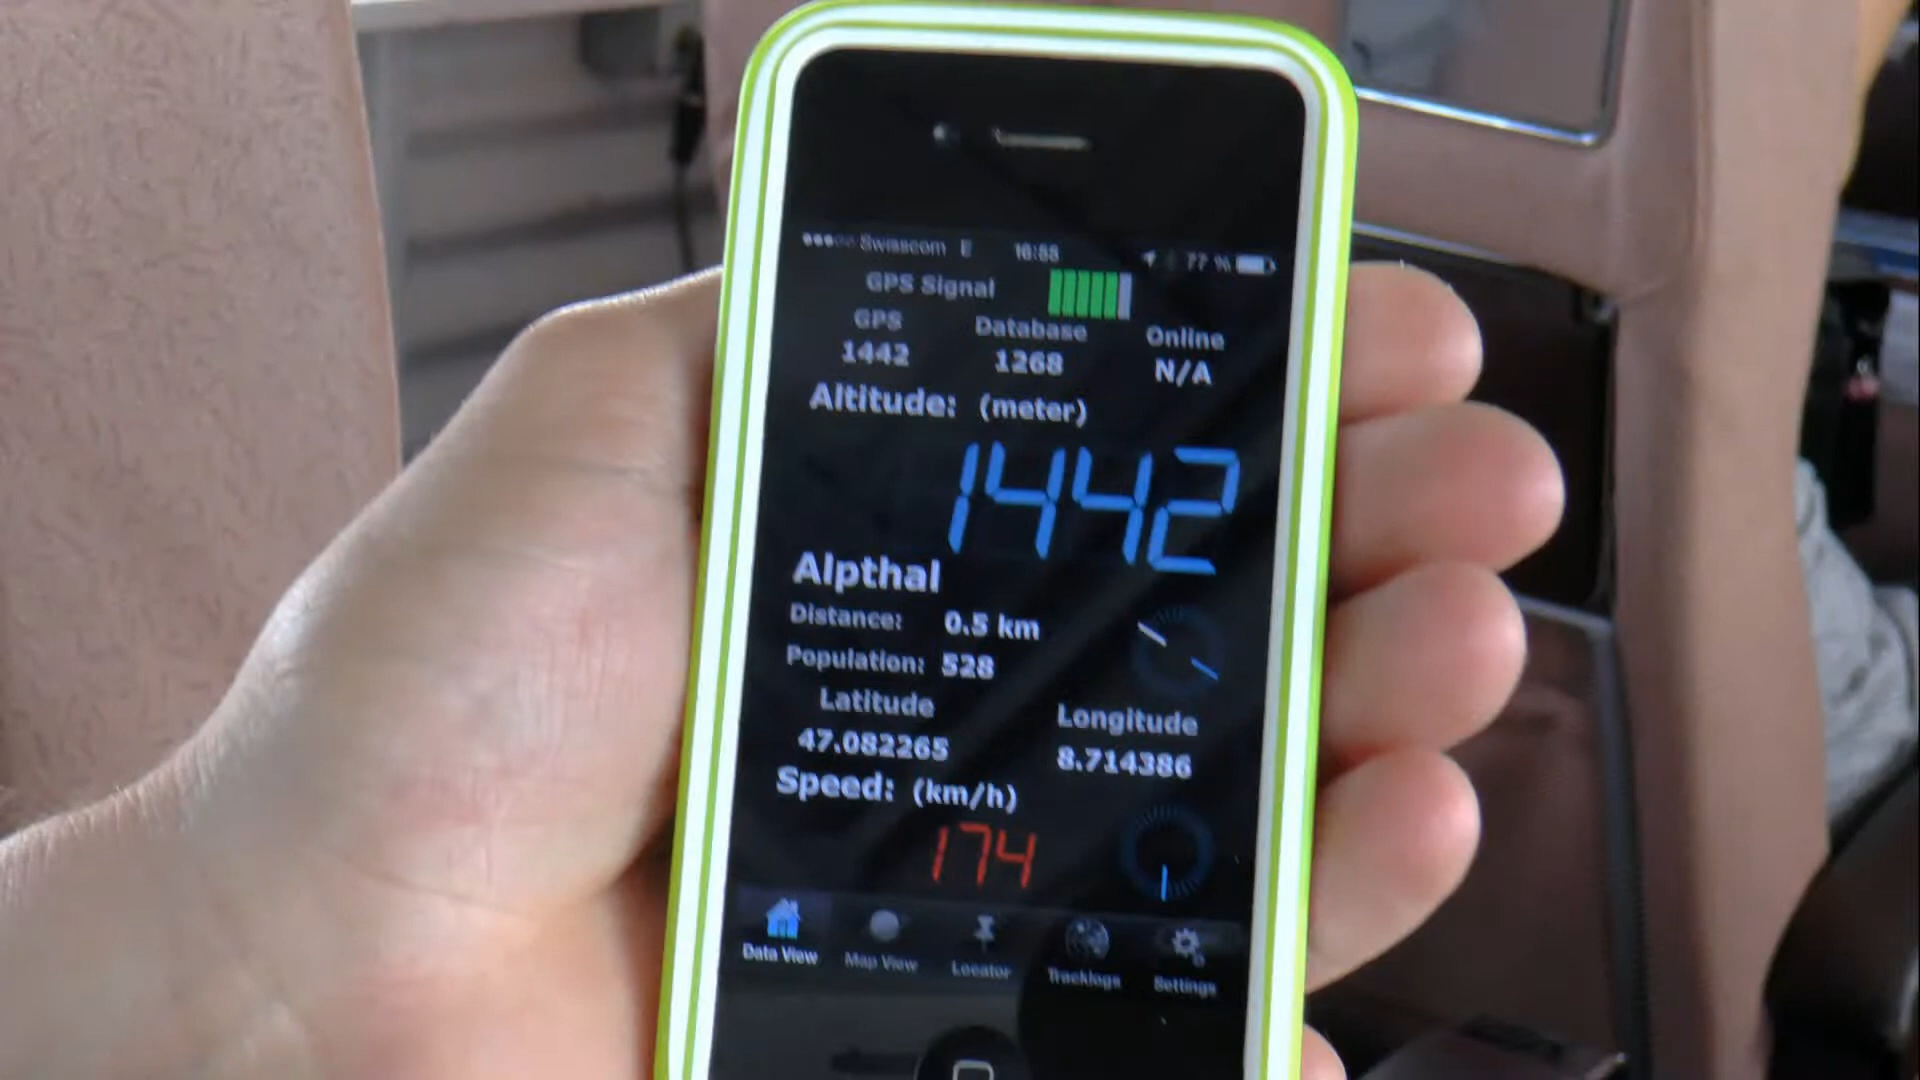 Swisscom E 16:55 77 %
GPS Signal
GPS Database Online
1442 1268 N/A
Altitude: (meter)
1442
Alpthal
Distance: 0.5 km
Population: 528
Latitude Longitude
47.082265 8.714386
Speed: (km/h)
174
Data View Map View Locator Tracklogs Settings